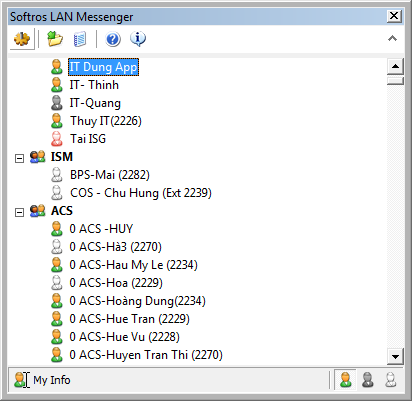 Softros LAN Messenger
IT Dung App
IT- Thinh
IT-Quang
Thuy IT(2226)
Tai ISG
ISM
BPS-Mai (2282)
COS - Chu Hung (Ext 2239)
ACS
0 ACS -HUY
0 ACS-Hà3 (2270)
0 ACS-Hau My Le (2234)
0 ACS-Hoa (2229)
0 ACS-Hoàng Dung(2234)
0 ACS-Hue Tran (2229)
0 ACS-Hue Vu (2228)
0 ACS-Huyen Tran Thi (2270)
My Info